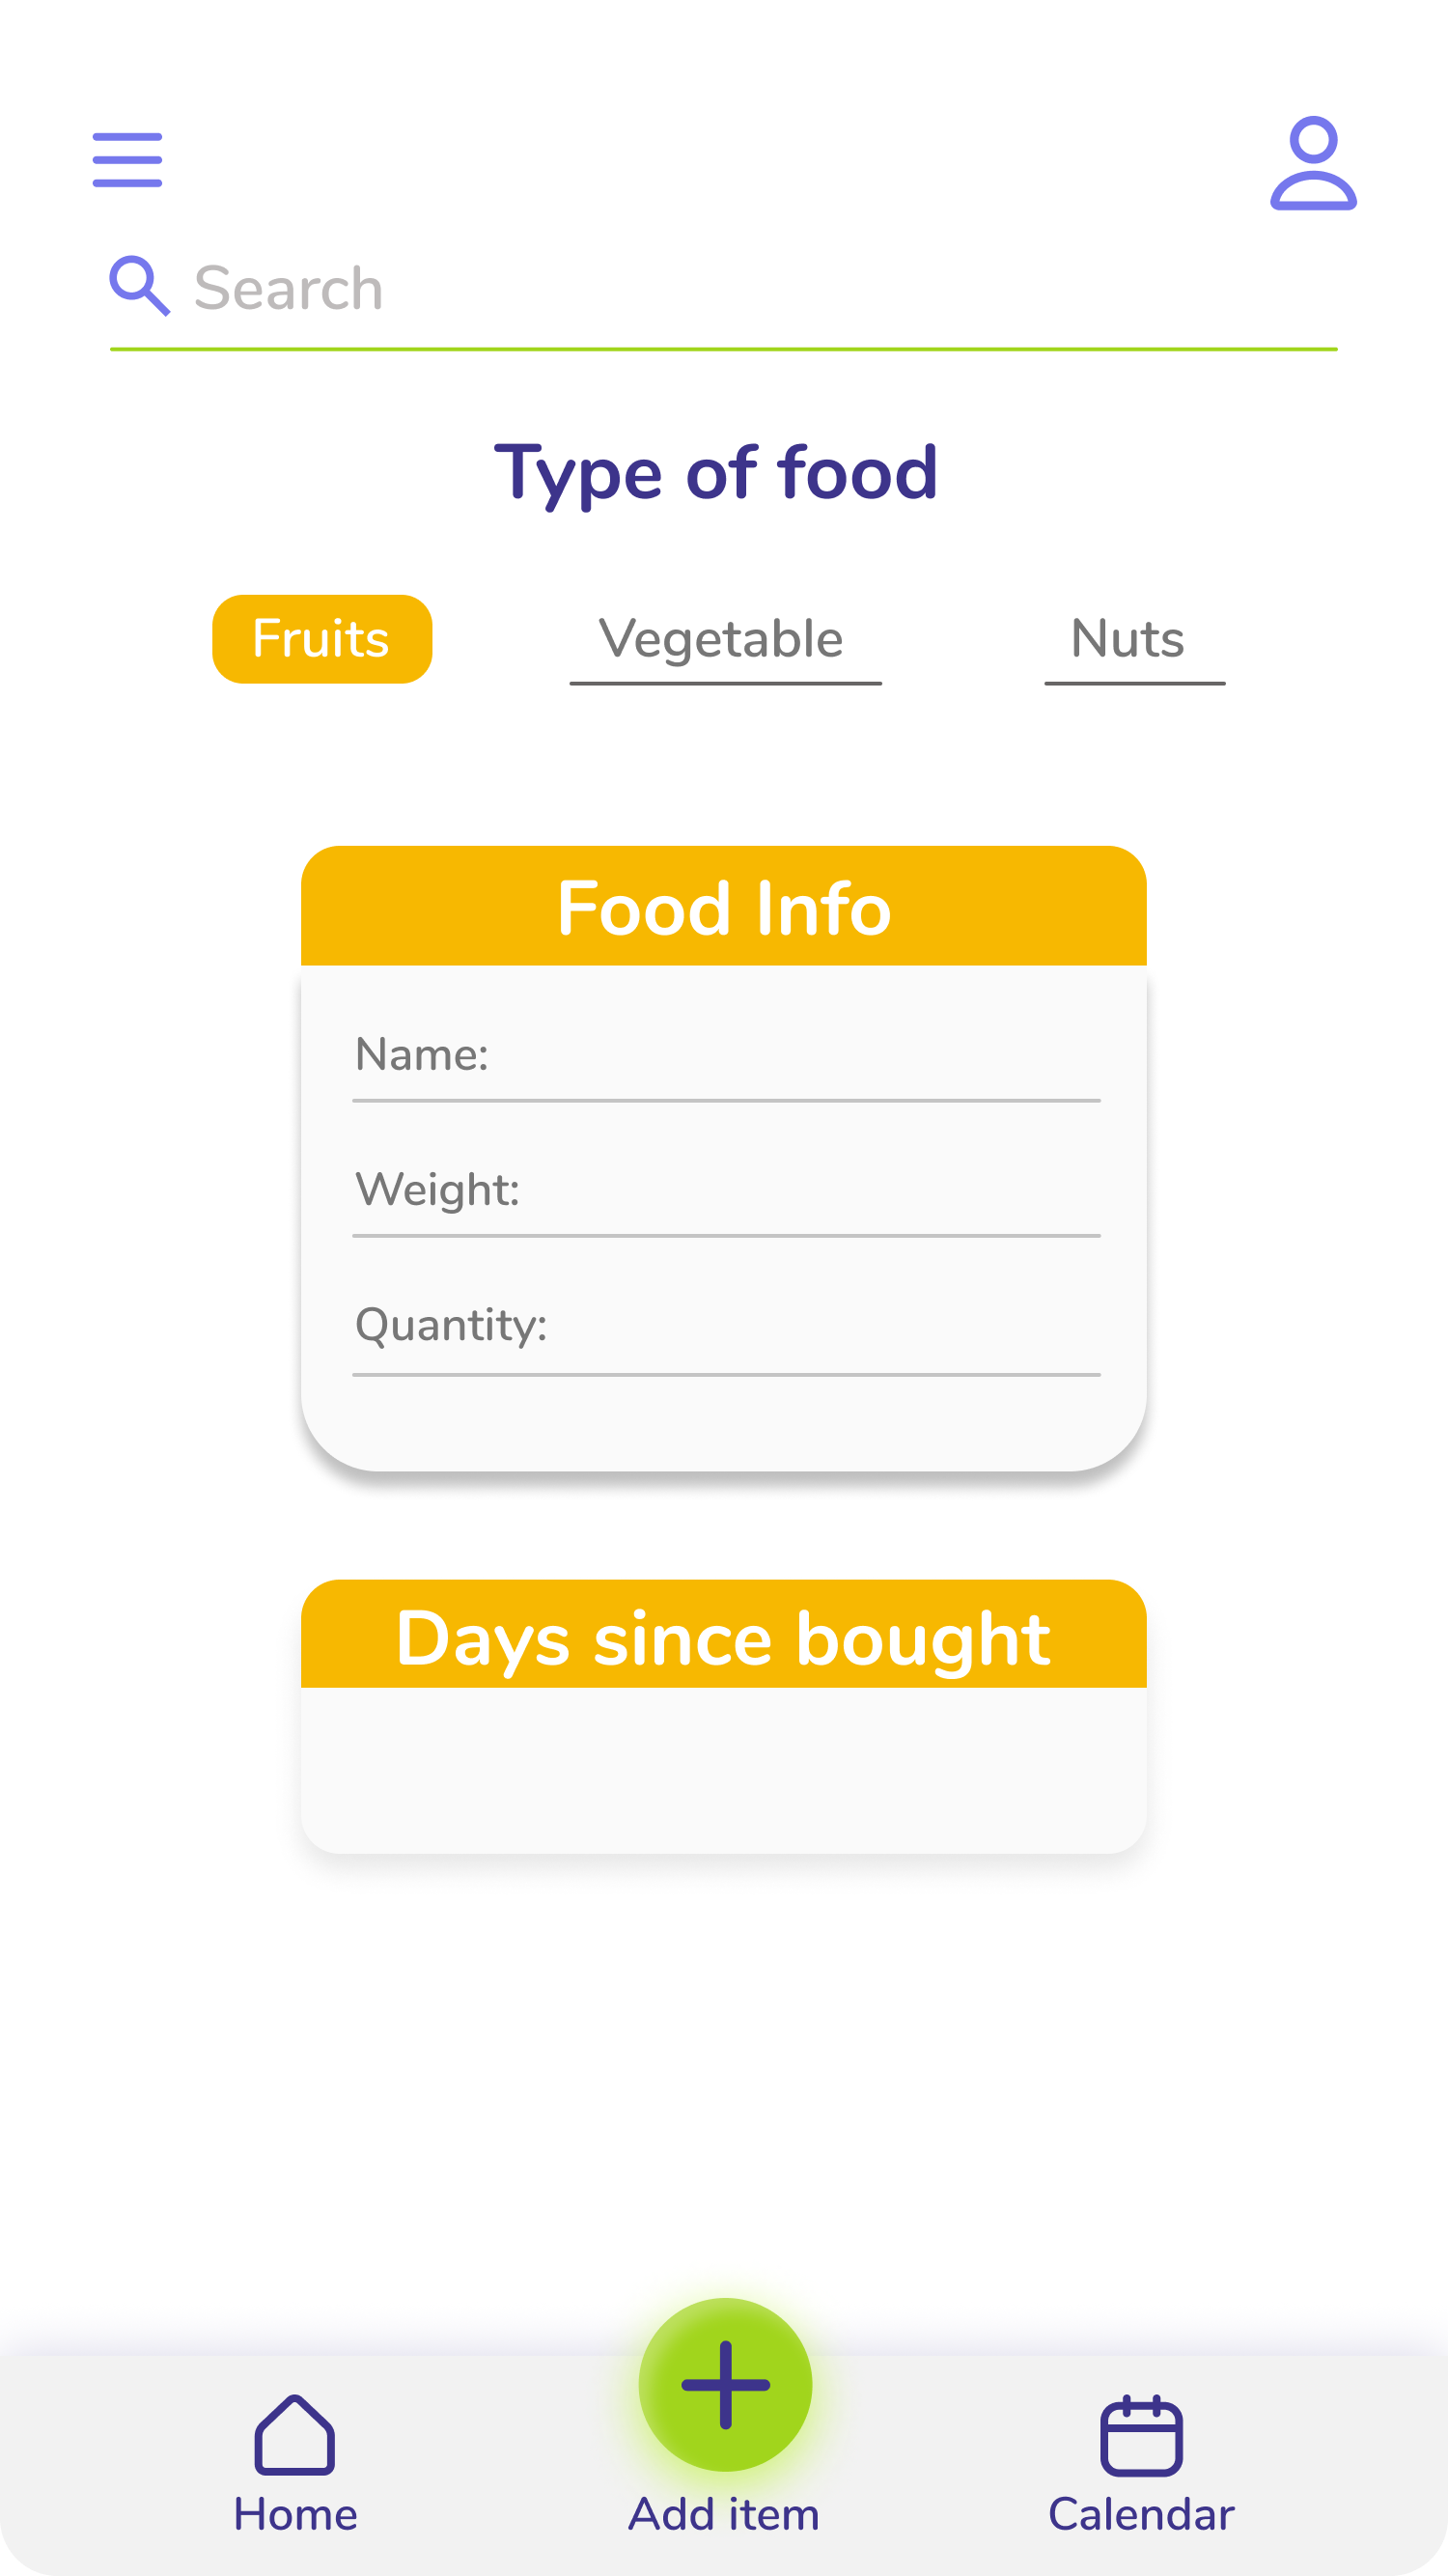 Search
Type of food
Fruits Vegetable Nuts
Food Info
Name:
Weight:
Quantity:
Days since bought
Home Add item Calendar